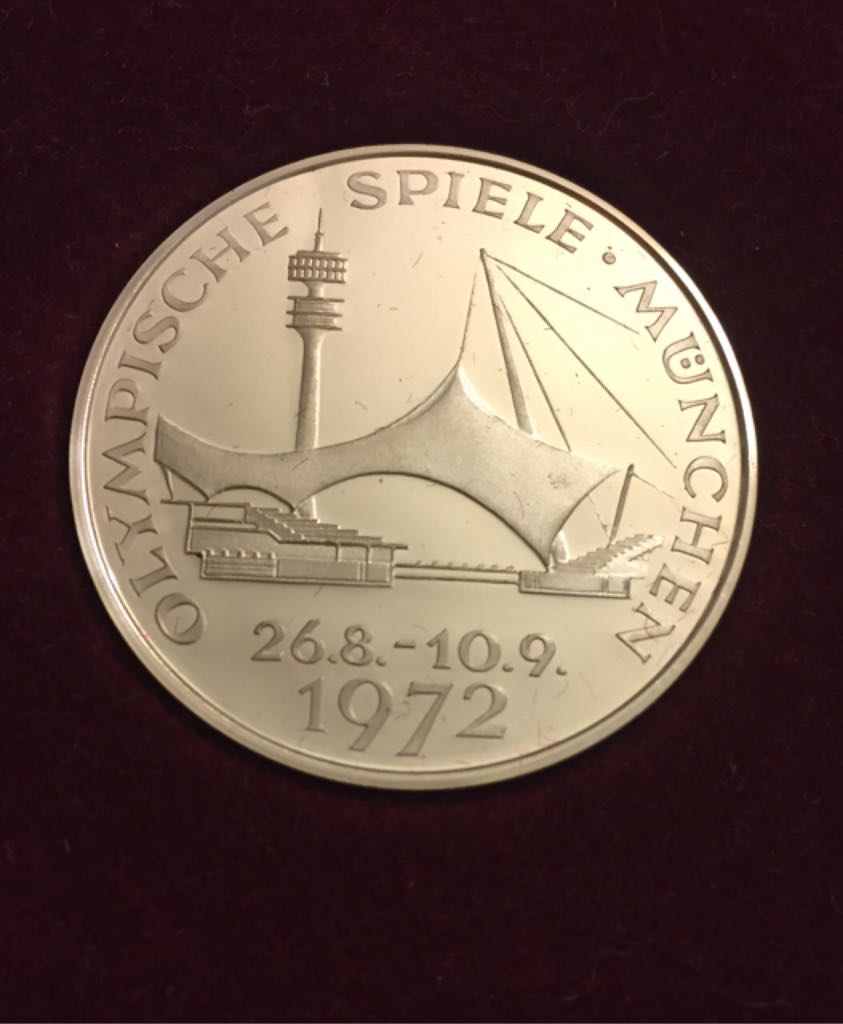 OLYMPISCHE SPIELE · MÜNCHEN
26.8.-10.9.
1972